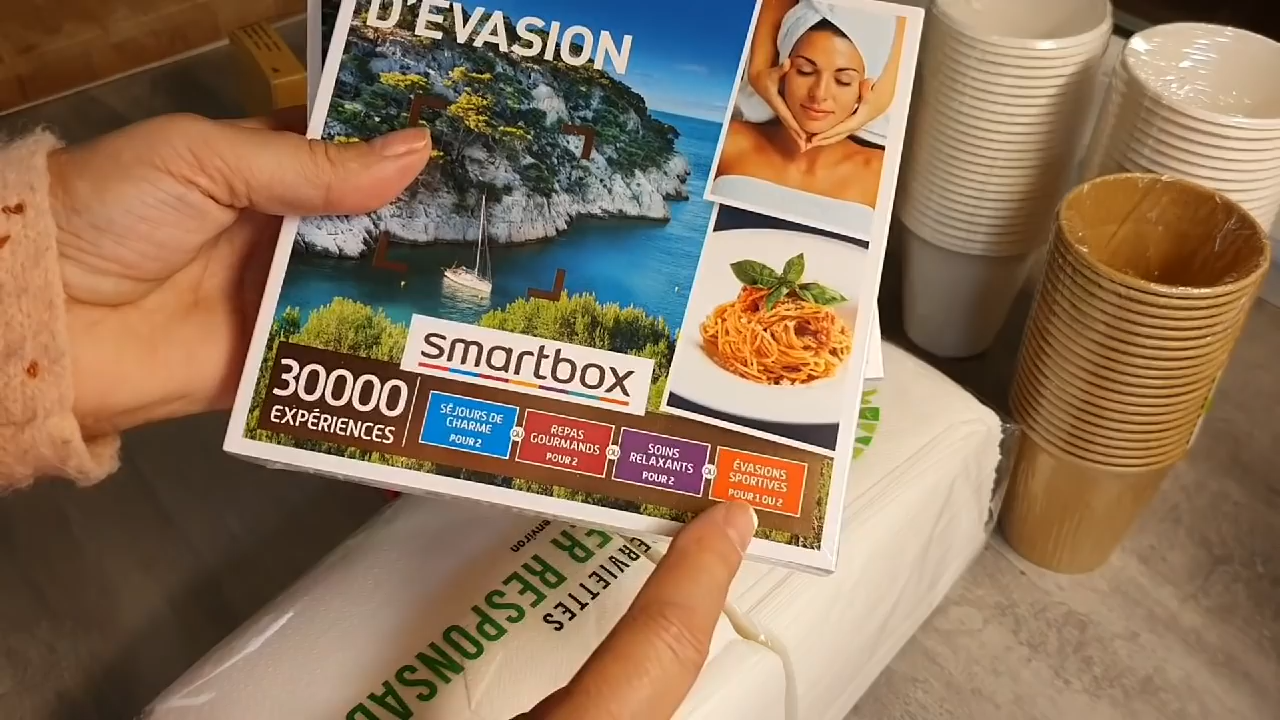 D'ÉVASION
smartbox
30000
EXPÉRIENCES
SÉJOURS DE
CHARME
POUR 2
OU
REPAS
GOURMANDS
POUR 2
OU
SOINS
RELAXANTS
POUR 2
OU
ÉVASIONS
SPORTIVES
POUR 1 OU 2
environ